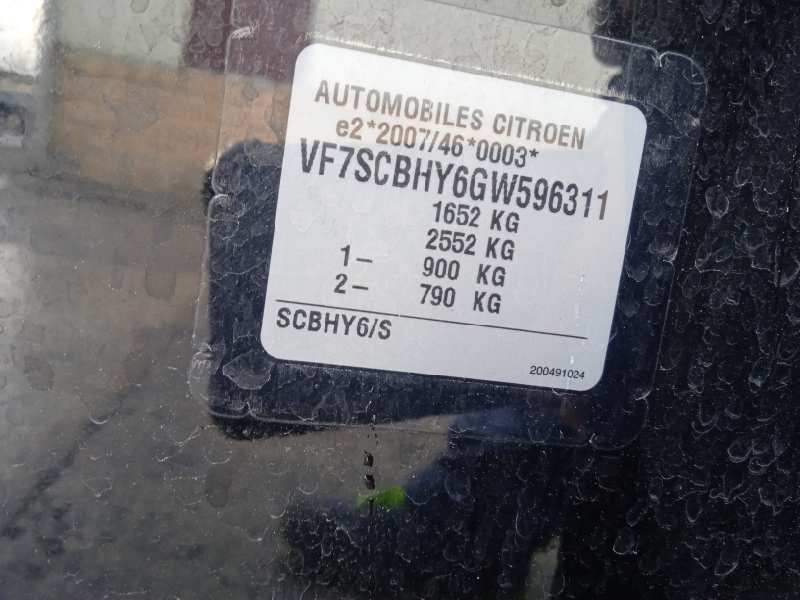 AUTOMOBILES CITROEN
e2*2007/46*0003*
VF7SCBHY6GW596311
1652 KG
2552 KG
1- 900 KG
2- 790 KG
SCBHY6/S
200491024